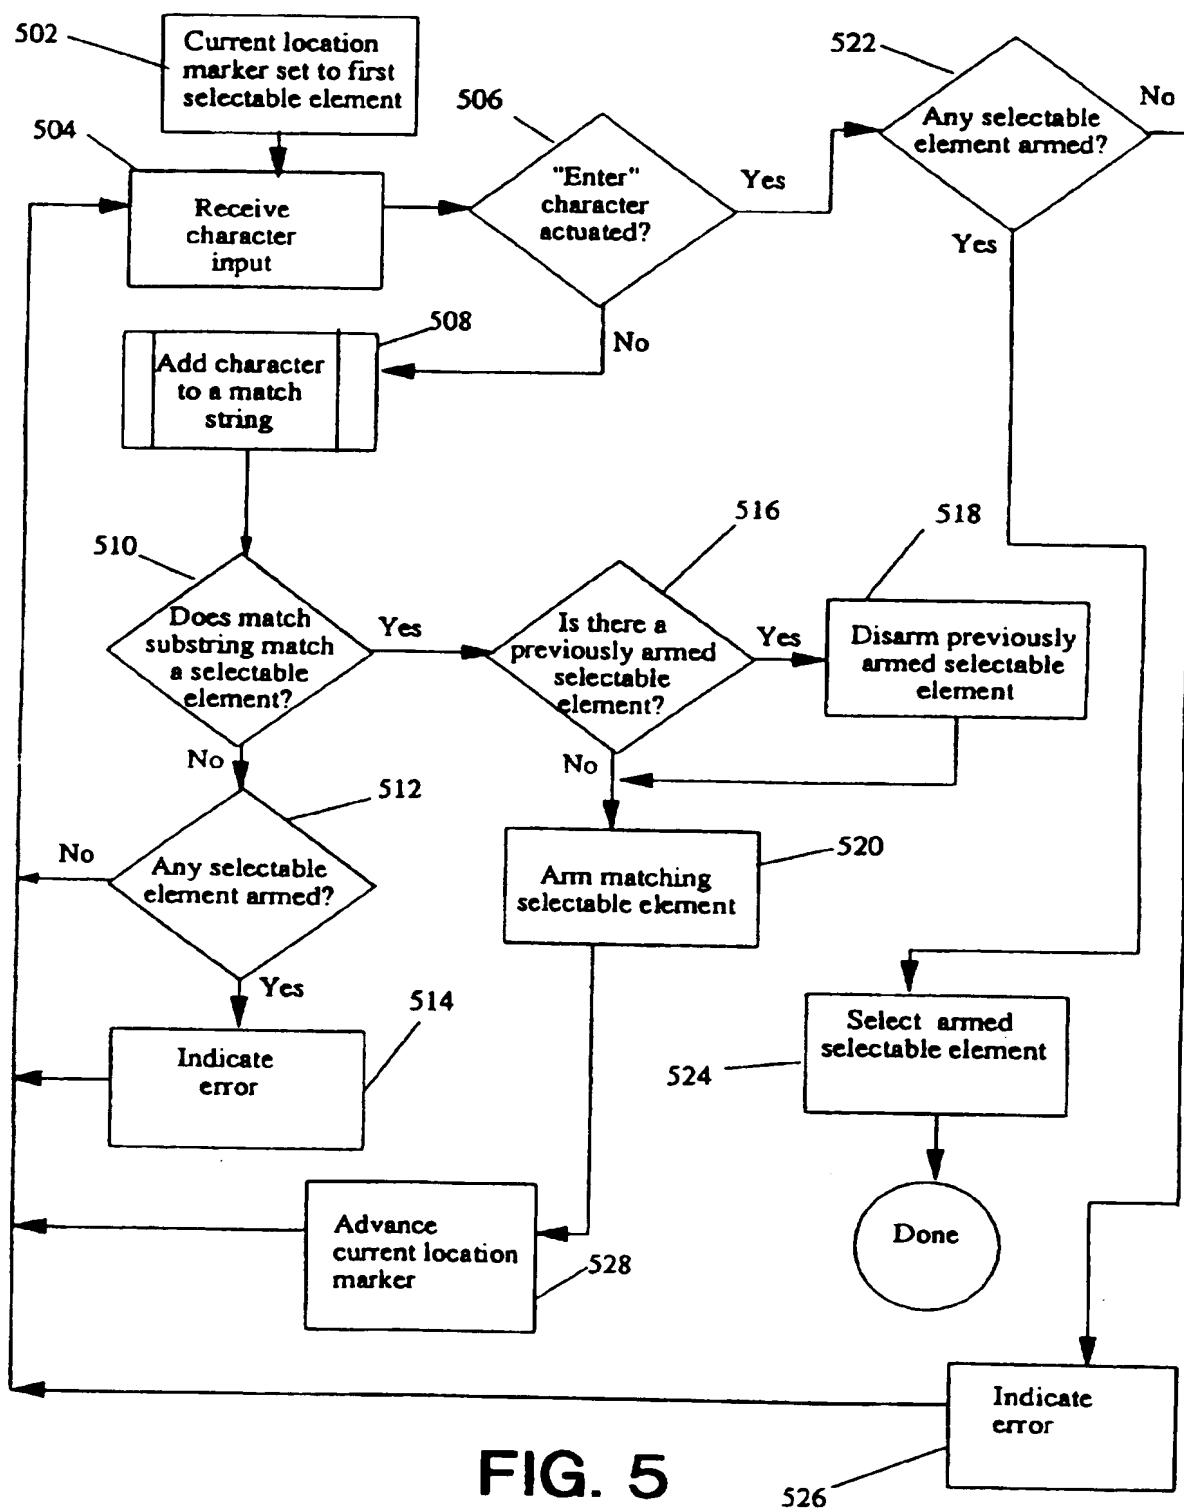 502
Current location
marker set to first
selectable element
504
Receive
character
input
506
"Enter"
character
actuated?
Yes
No
522
Any selectable
element armed?
No
Yes
508
Add character
to a match
string
510
Does match
substring match
a selectable
element?
Yes
No
516
Is there a
previously armed
selectable
element?
Yes
No
518
Disarm previously
armed selectable
element
512
Any selectable
element armed?
No
Yes
520
Arm matching
selectable element
514
Indicate
error
524
Select armed
selectable element
Done
Advance
current location
marker
528
Indicate
error
526
FIG. 5